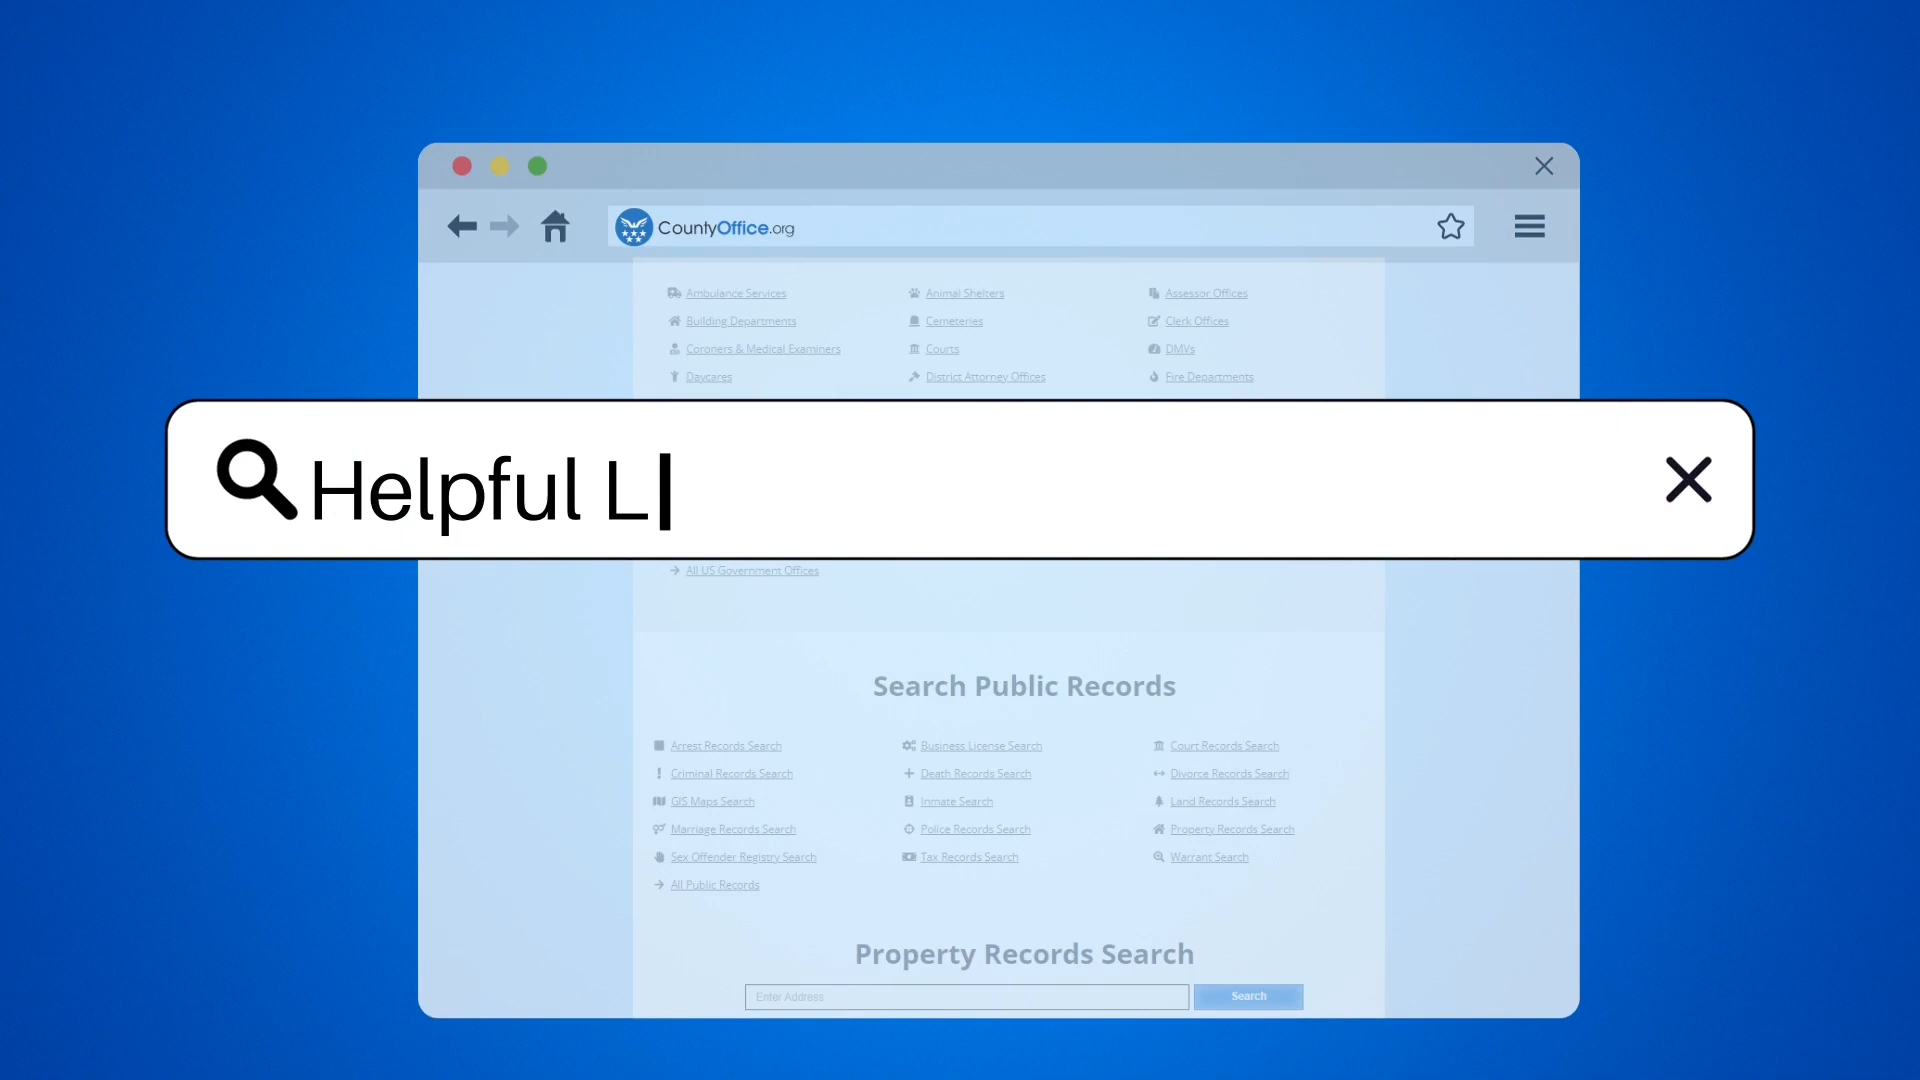 CountyOffice.org
Ambulance Services Animal Shelters Assessor Offices
Building Departments Cemeteries Clerk Offices
Coroners & Medical Examiners Courts DMVs
Daycares District Attorney Offices Fire Departments
Helpful L
All US Government Offices
Search Public Records
Arrest Records Search Business License Search Court Records Search
Criminal Records Search Death Records Search Divorce Records Search
GIS Maps Search Inmate Search Land Records Search
Marriage Records Search Police Records Search Property Records Search
Sex Offender Registry Search Tax Records Search Warrant Search
All Public Records
Property Records Search
Enter Address Search